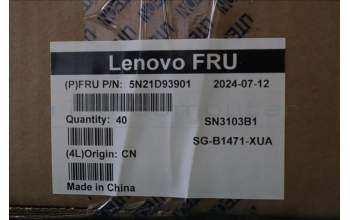 Lenovo FRU
(P)FRU P/N: 5N21D93901 2024-07-12
Quantity: 40 SN3103B1
SG-B1471-XUA
(4L)Origin: CN
Made in China